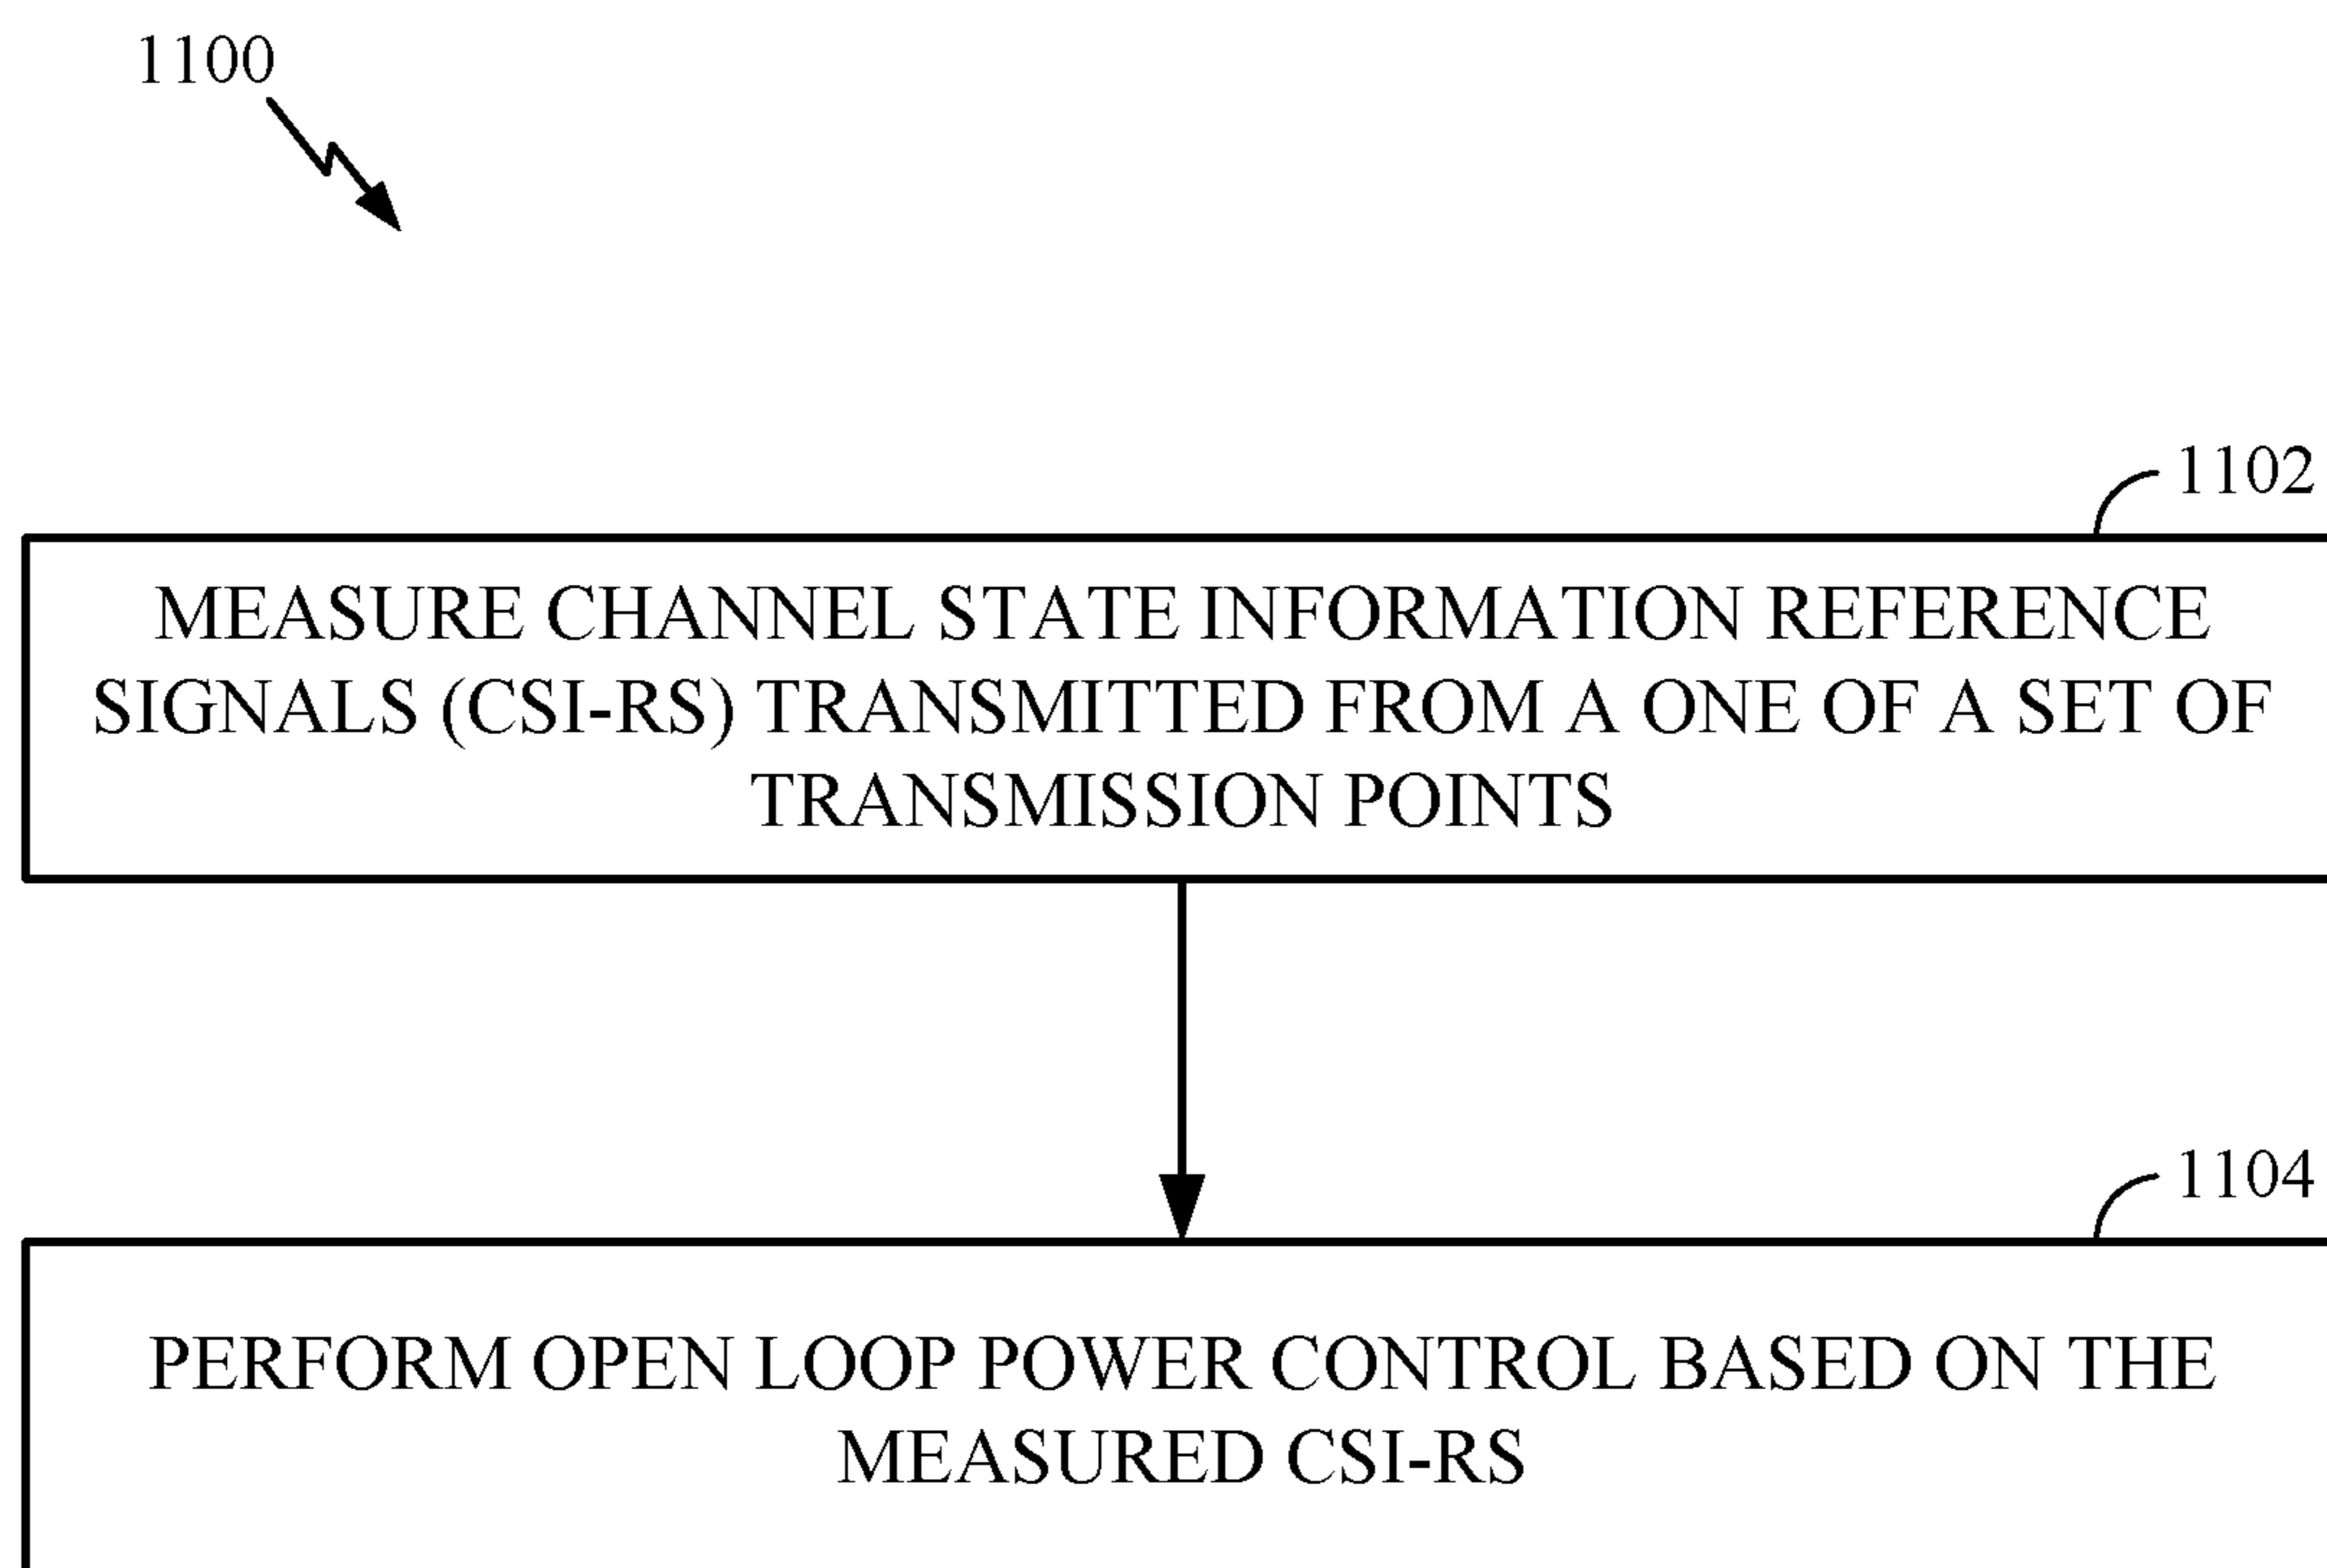 1100
1102
MEASURE CHANNEL STATE INFORMATION REFERENCE
SIGNALS (CSI-RS) TRANSMITTED FROM A ONE OF A SET OF
TRANSMISSION POINTS
1104
PERFORM OPEN LOOP POWER CONTROL BASED ON THE
MEASURED CSI-RS